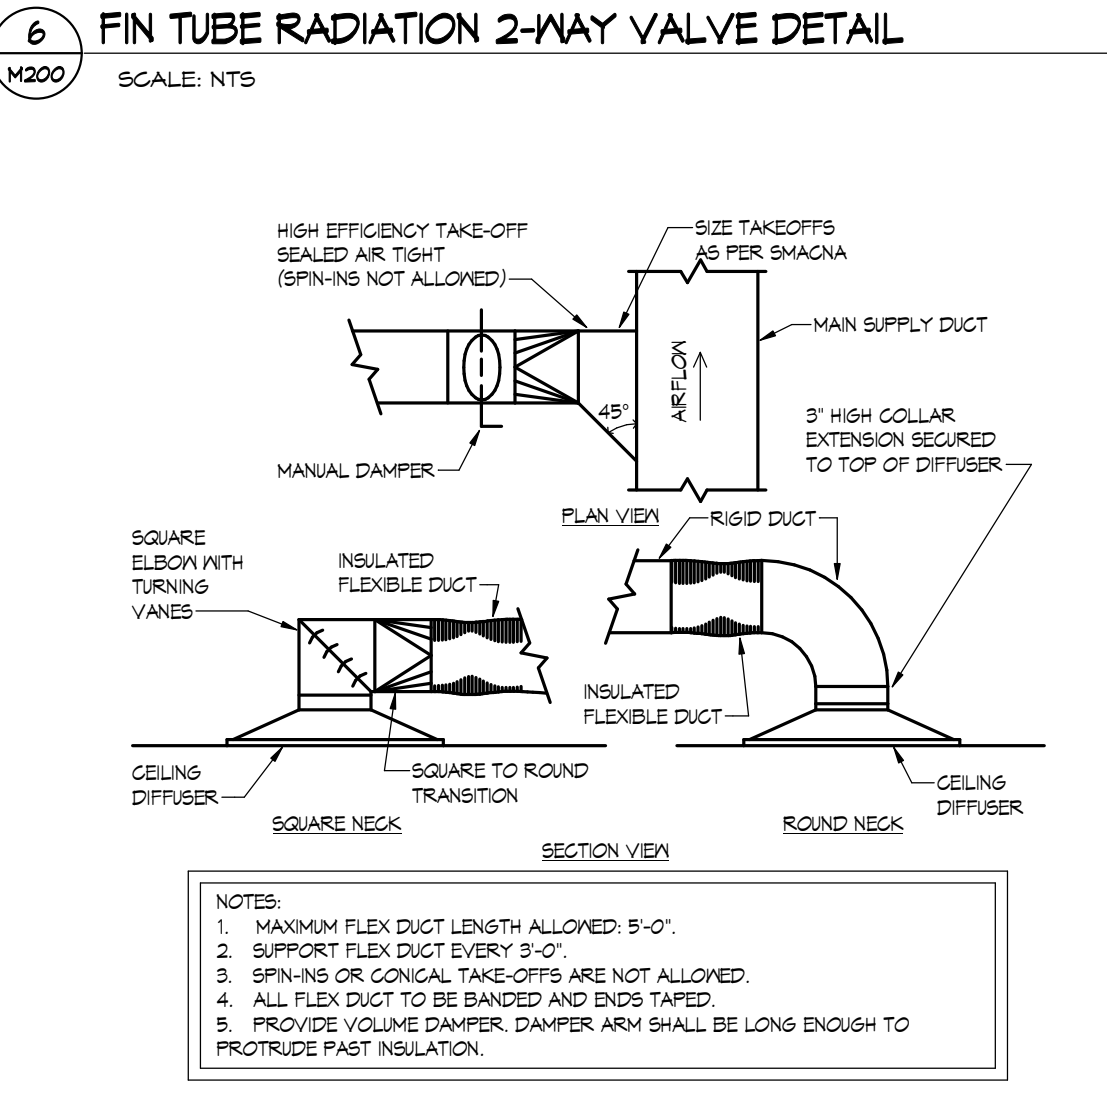 6
M200
FIN TUBE RADIATION 2-WAY VALVE DETAIL
SCALE: NTS
HIGH EFFICIENCY TAKE-OFF
SEALED AIR TIGHT
(SPIN-INS NOT ALLOWED)
SIZE TAKEOFFS
AS PER SMACNA
MAIN SUPPLY DUCT
AIRFLOW
45°
3" HIGH COLLAR
EXTENSION SECURED
TO TOP OF DIFFUSER
MANUAL DAMPER
PLAN VIEW
RIGID DUCT
SQUARE
ELBOW WITH
TURNING
VANES
INSULATED
FLEXIBLE DUCT
INSULATED
FLEXIBLE DUCT
CEILING
DIFFUSER
SQUARE TO ROUND
TRANSITION
CEILING
DIFFUSER
SQUARE NECK
ROUND NECK
SECTION VIEW
NOTES:
1. MAXIMUM FLEX DUCT LENGTH ALLOWED: 5'-0".
2. SUPPORT FLEX DUCT EVERY 3'-0".
3. SPIN-INS OR CONICAL TAKE-OFFS ARE NOT ALLOWED.
4. ALL FLEX DUCT TO BE BANDED AND ENDS TAPED.
5. PROVIDE VOLUME DAMPER. DAMPER ARM SHALL BE LONG ENOUGH TO
PROTRUDE PAST INSULATION.